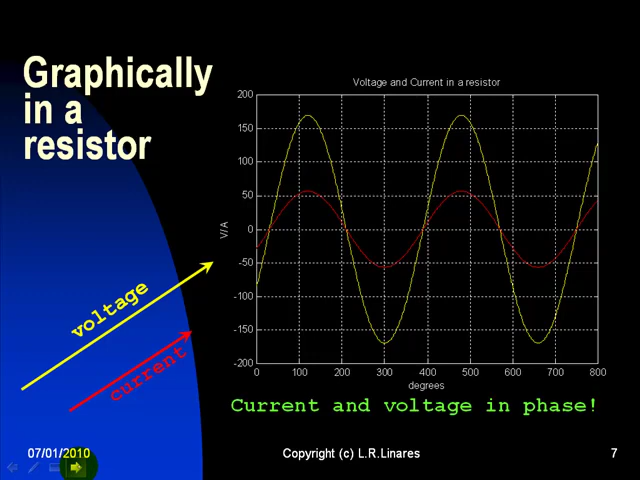 Graphically
in a
resistor
Voltage and Current in a resistor
200
150
100
50
0
-50
-100
-150
-200
V/A
0 100 200 300 400 500 600 700 800
degrees
voltage
current
Current and voltage in phase!
07/01/2010
Copyright (c) L.R.Linares
7